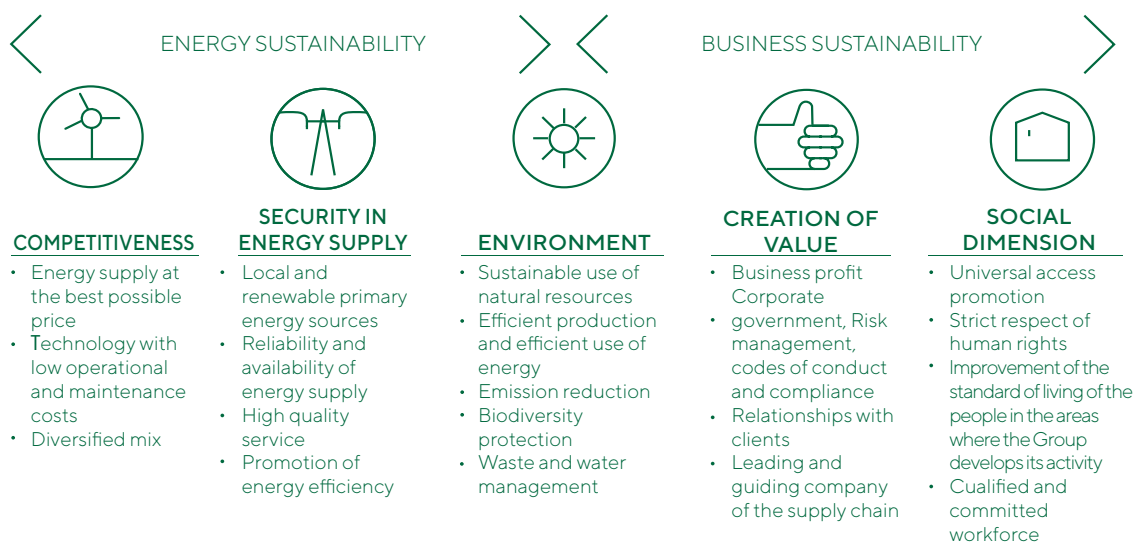 ENERGY SUSTAINABILITY
BUSINESS SUSTAINABILITY
COMPETITIVENESS
• Energy supply at
the best possible
price
• Technology with
low operational
and maintenance
costs
• Diversified mix
SECURITY IN
ENERGY SUPPLY
• Local and
renewable primary
energy sources
• Reliability and
availability of
energy supply
• High quality
service
• Promotion of
energy efficiency
ENVIRONMENT
• Sustainable use of
natural resources
• Efficient production
and efficient use of
energy
• Emission reduction
• Biodiversity
protection
• Waste and water
management
CREATION OF
VALUE
• Business profit
Corporate
• government, Risk
management,
codes of conduct
and compliance
• Relationships with
clients
• Leading and
guiding company
of the supply chain
SOCIAL
DIMENSION
• Universal access
promotion
• Strict respect of
human rights
• Improvement of the
standard of living of the
people in the areas
where the Group
develops its activity
• Cualified and
committed
workforce